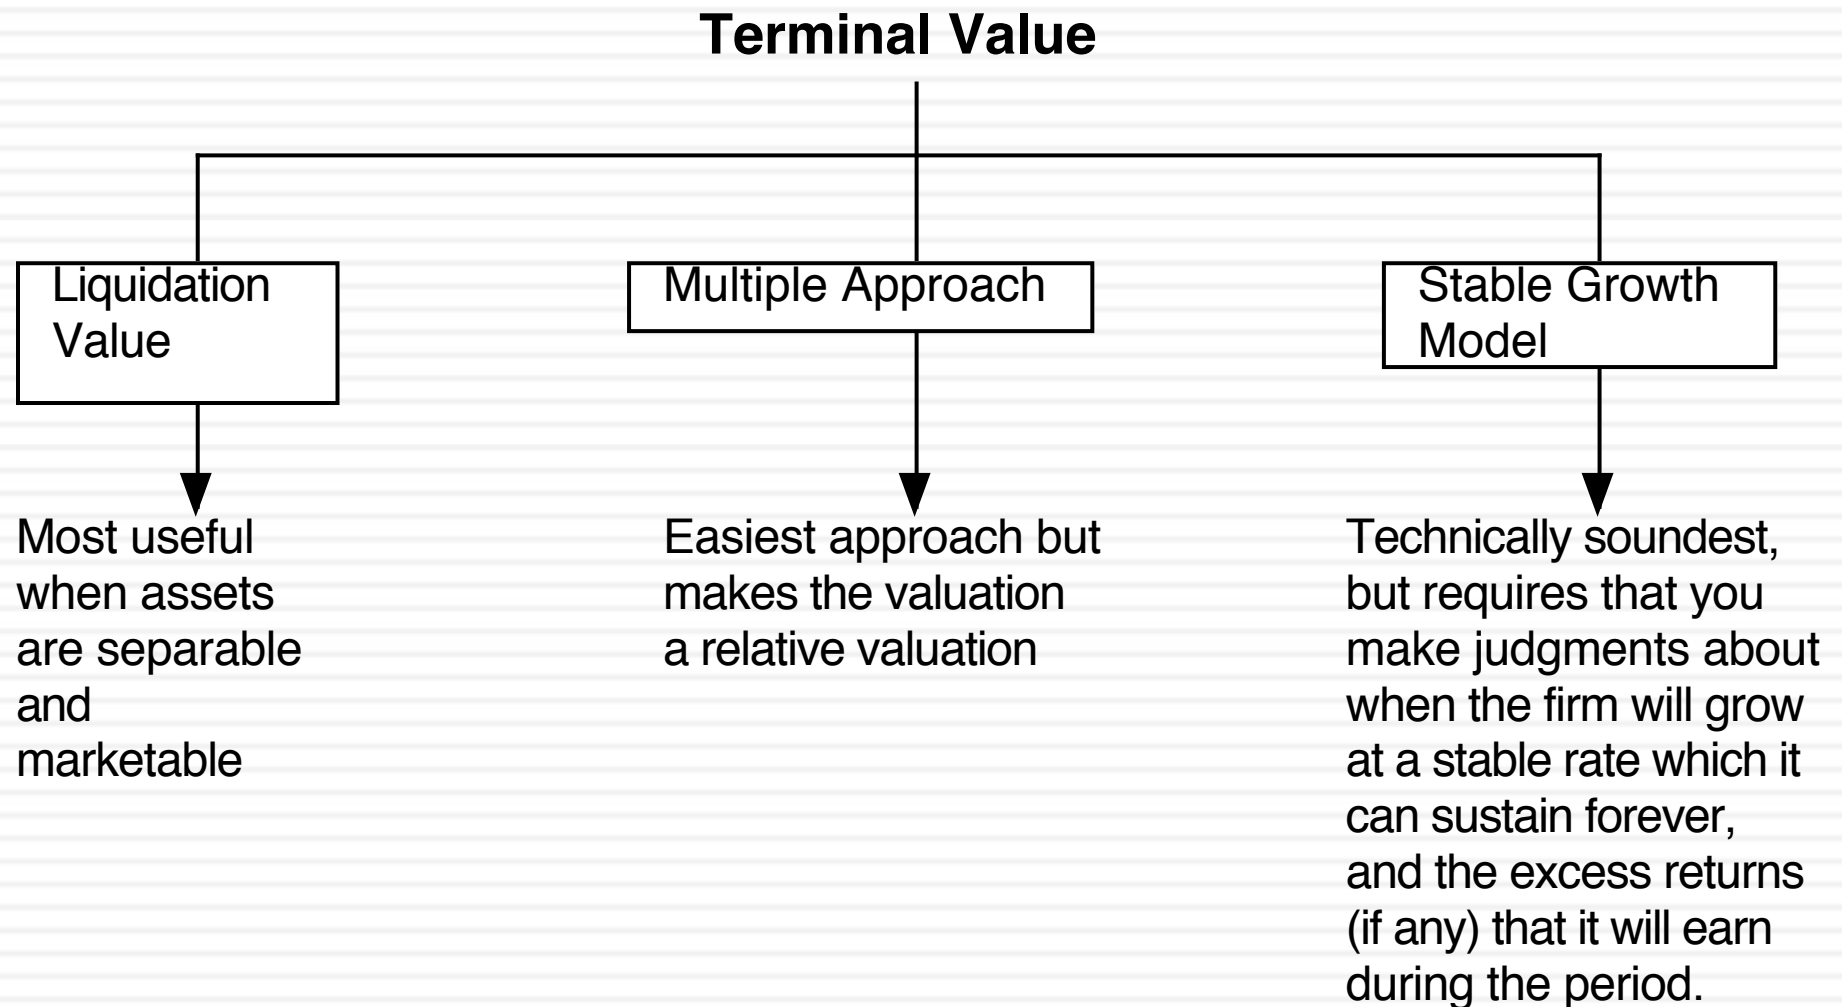 Terminal Value
Liquidation
Value
Multiple Approach
Stable Growth
Model
Most useful
when assets
are separable
and
marketable
Easiest approach but
makes the valuation
a relative valuation
Technically soundest,
but requires that you
make judgments about
when the firm will grow
at a stable rate which it
can sustain forever,
and the excess returns
(if any) that it will earn
during the period.